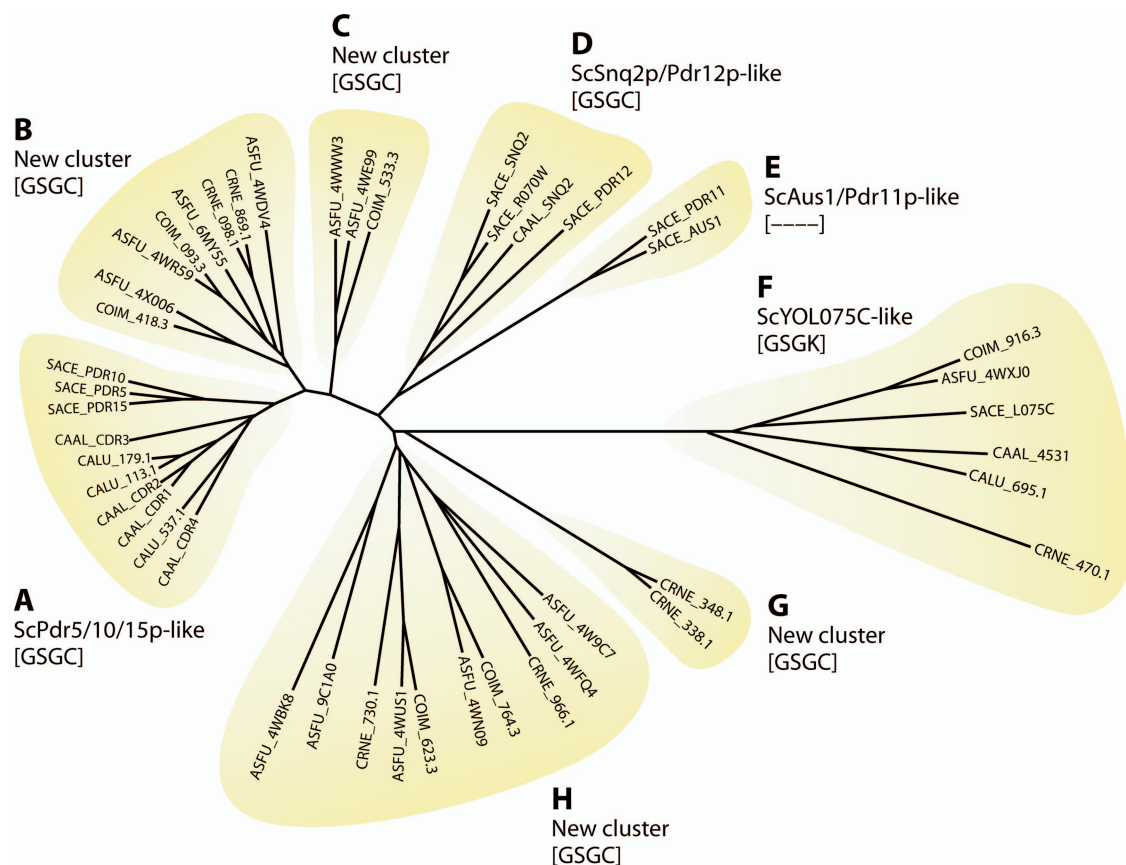 C
New cluster
[GSGC]
D
ScSnq2p/Pdr12p-like
[GSGC]
B
New cluster
[GSGC]
E
ScAus1/Pdr11p-like
[––––]
F
ScYOL075C-like
[GSGK]
A
ScPdr5/10/15p-like
[GSGC]
G
New cluster
[GSGC]
H
New cluster
[GSGC]
ASFU_4WWW3
ASFU_4WE99
COIM_533.3
SACE_SNQ2
SACE_R070W
CAAL_SNQ2
SACE_PDR12
SACE_PDR11
SACE_AUS1
ASFU_4WDV4
CRNE_869.1
CRNE_098.1
ASFU_6MY55
COIM_093.3
ASFU_4WR59
ASFU_4X006
COIM_418.3
SACE_PDR10
SACE_PDR5
SACE_PDR15
CAAL_CDR3
CALU_179.1
CALU_113.1
CAAL_CDR2
CAAL_CDR1
CALU_537.1
CAAL_CDR4
COIM_916.3
ASFU_4WXJ0
SACE_L075C
CAAL_4531
CALU_695.1
CRNE_470.1
CRNE_348.1
CRNE_338.1
ASFU_4W9C7
ASFU_4WFQ4
CRNE_966.1
COIM_764.3
ASFU_4WN09
COIM_623.3
ASFU_4WUS1
CRNE_730.1
ASFU_9C1A0
ASFU_4WBK8